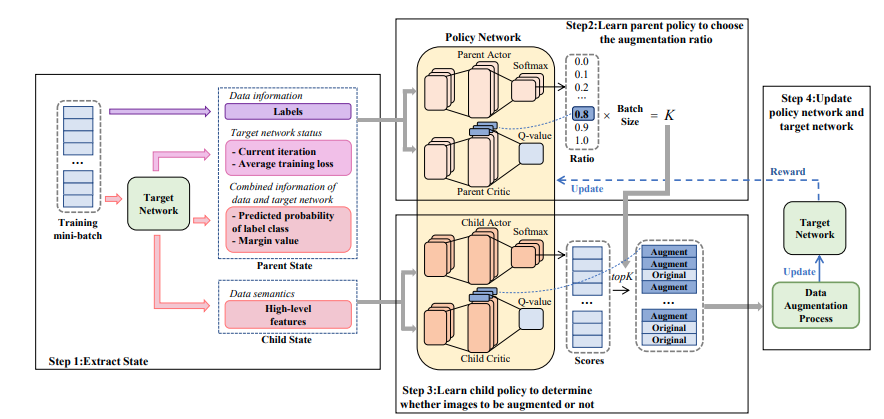 Step2:Learn parent policy to choose
the augmentation ratio
Policy Network
Parent Actor
Softmax
0.0
0.1
0.2
...
0.8
0.9
1.0
Ratio
× Batch
Size
= K
Q-value
Parent Critic
Update
Reward
Data information
Labels
Target network status
- Current iteration
- Average training loss
Combined information of
data and target network
- Predicted probability
of label class
- Margin value
Parent State
...
Training
mini-batch
Target
Network
Data semantics
High-level
features
Child State
Step 1:Extract State
Child Actor
Softmax
Q-value
Child Critic
...
Scores
topK
Augment
Augment
Original
Augment
...
Augment
Original
Original
Step 3:Learn child policy to determine
whether images to be augmented or not
Step 4:Update
policy network and
target network
Target
Network
Update
Data
Augmentation
Process